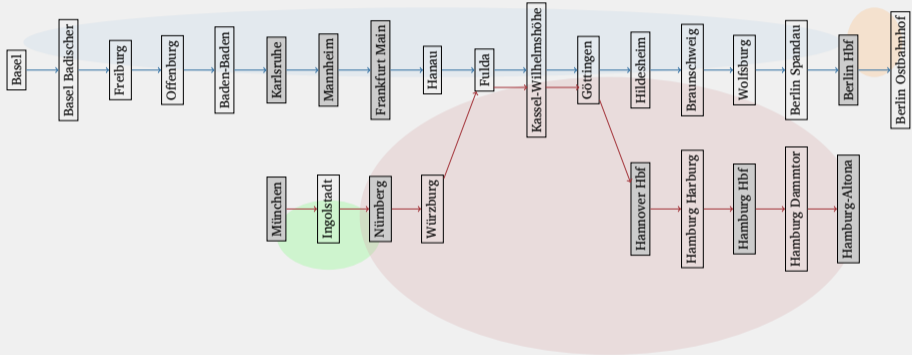 Basel
Basel Badischer
Freiburg
Offenburg
Baden-Baden
Karlsruhe
Mannheim
Frankfurt Main
Hanau
Fulda
Kassel-Wilhelmshöhe
Göttingen
Hildesheim
Braunschweig
Wolfsburg
Berlin Spandau
Berlin Hbf
Berlin Ostbahnhof
München
Ingolstadt
Nürnberg
Würzburg
Hannover Hbf
Hamburg Harburg
Hamburg Hbf
Hamburg Dammtor
Hamburg-Altona